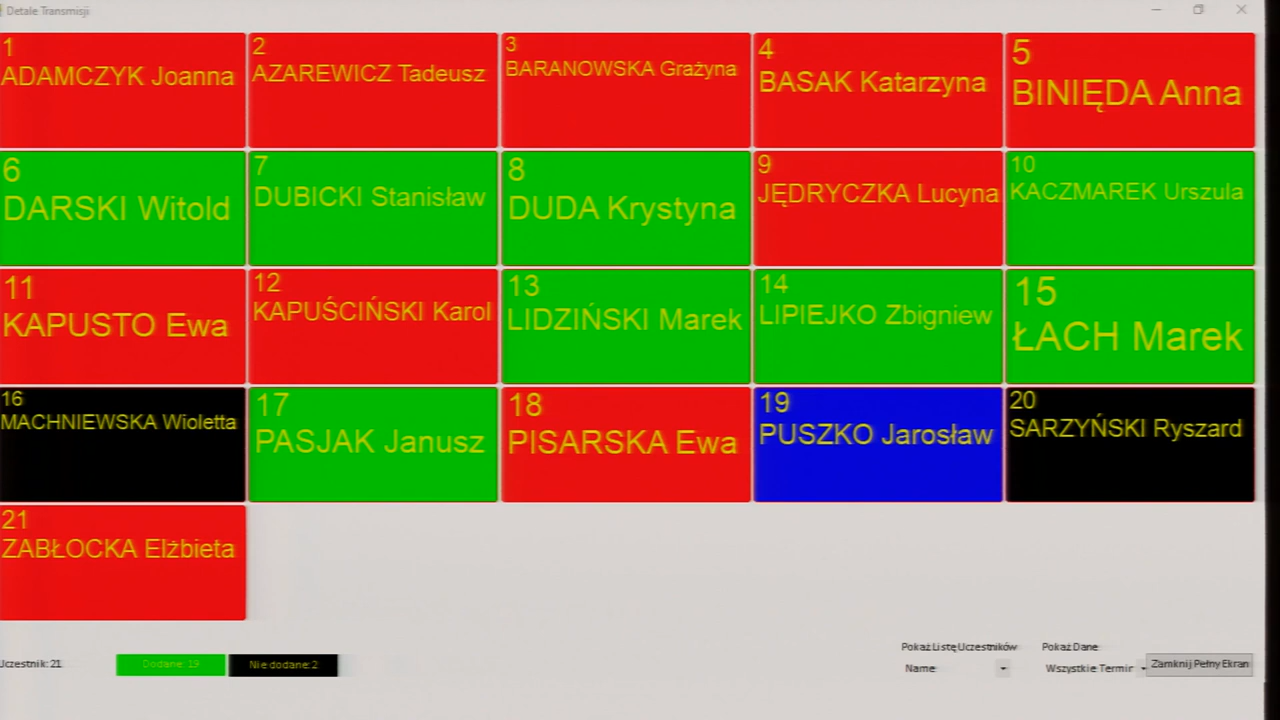 Detale Transmisji
1
ADAMCZYK Joanna
2
AZAREWICZ Tadeusz
3
BARANOWSKA Grażyna
4
BASAK Katarzyna
5
BINIĘDA Anna
6
DARSKI Witold
7
DUBICKI Stanisław
8
DUDA Krystyna
9
JĘDRYCZKA Lucyna
10
KACZMAREK Urszula
11
KAPUSTO Ewa
12
KAPUŚCIŃSKI Karol
13
LIDZIŃSKI Marek
14
LIPIEJKO Zbigniew
15
ŁACH Marek
16
MACHNIEWSKA Wioletta
17
PASJAK Janusz
18
PISARSKA Ewa
19
PUSZKO Jarosław
20
SARZYŃSKI Ryszard
21
ZABŁOCKA Elżbieta
Uczestnik: 21
Dodane: 19
Nie dodane: 2
Pokaż Listę Uczestników
Name
Pokaż Dane
Wszystkie Termir
Zamknij Pełny Ekran